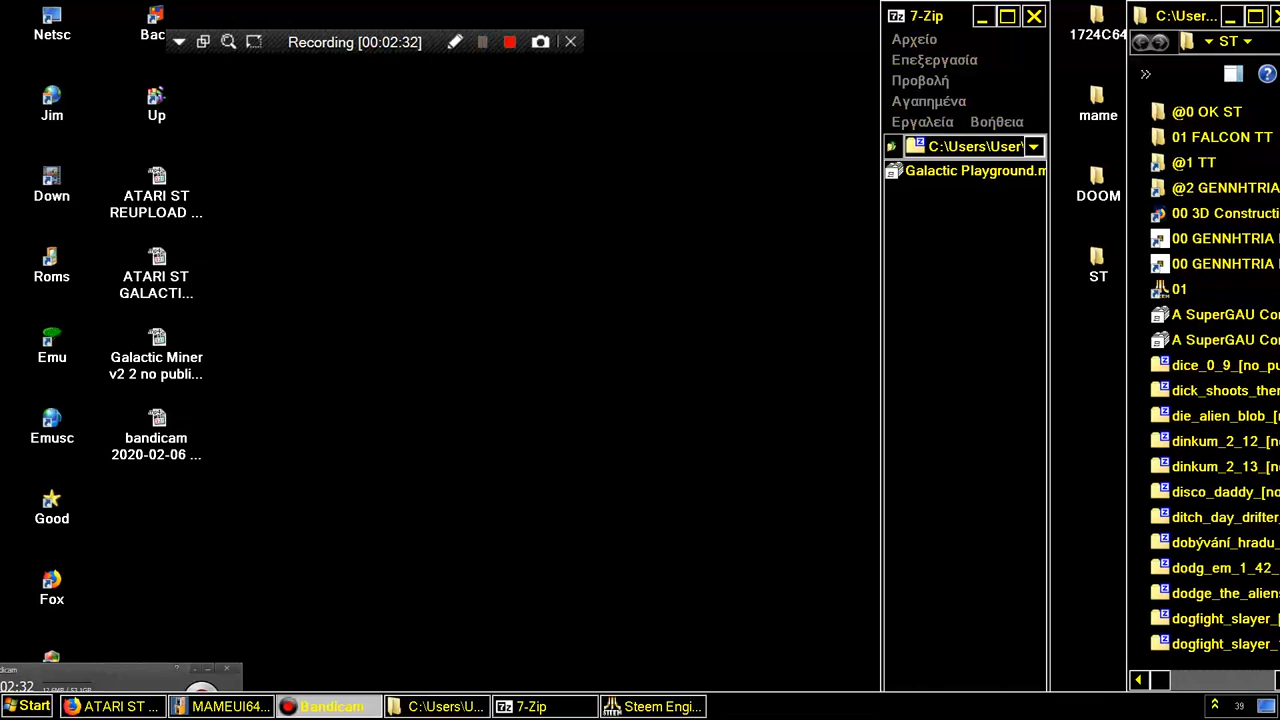 Netsc
Bac
Recording [00:02:32]
7-Zip
C:\User...
1724C64
ST
Αρχείο
Επεξεργασία
Προβολή
Αγαπημένα
Εργαλεία Βοήθεια
C:\Users\User\
Galactic Playground.m
Jim
Up
mame
Down
ATARI ST
REUPLOAD ...
DOOM
Roms
ATARI ST
GALACTI...
ST
Emu
Galactic Miner
v2 2 no publi...
Emusc
bandicam
2020-02-06 ...
Good
Fox
@0 OK ST
01 FALCON TT
@1 TT
@2 GENNHTRIA
00 3D Constructi
00 GENNHTRIA
00 GENNHTRIA
01
A SuperGAU Co
A SuperGAU Co
dice_0_9_[no_pu
dick_shoots_the
die_alien_blob_[n
dinkum_2_12_[n
dinkum_2_13_[n
disco_daddy_[no
ditch_day_drifter
dobývání_hradu_
dodg_em_1_42_
dodge_the_alien
dogfight_slayer_[
dogfight_slayer_
02:32
Start
ATARI ST ...
MAMEUI64...
Bandicam
C:\Users\U...
7-Zip
Steem Engi...
39